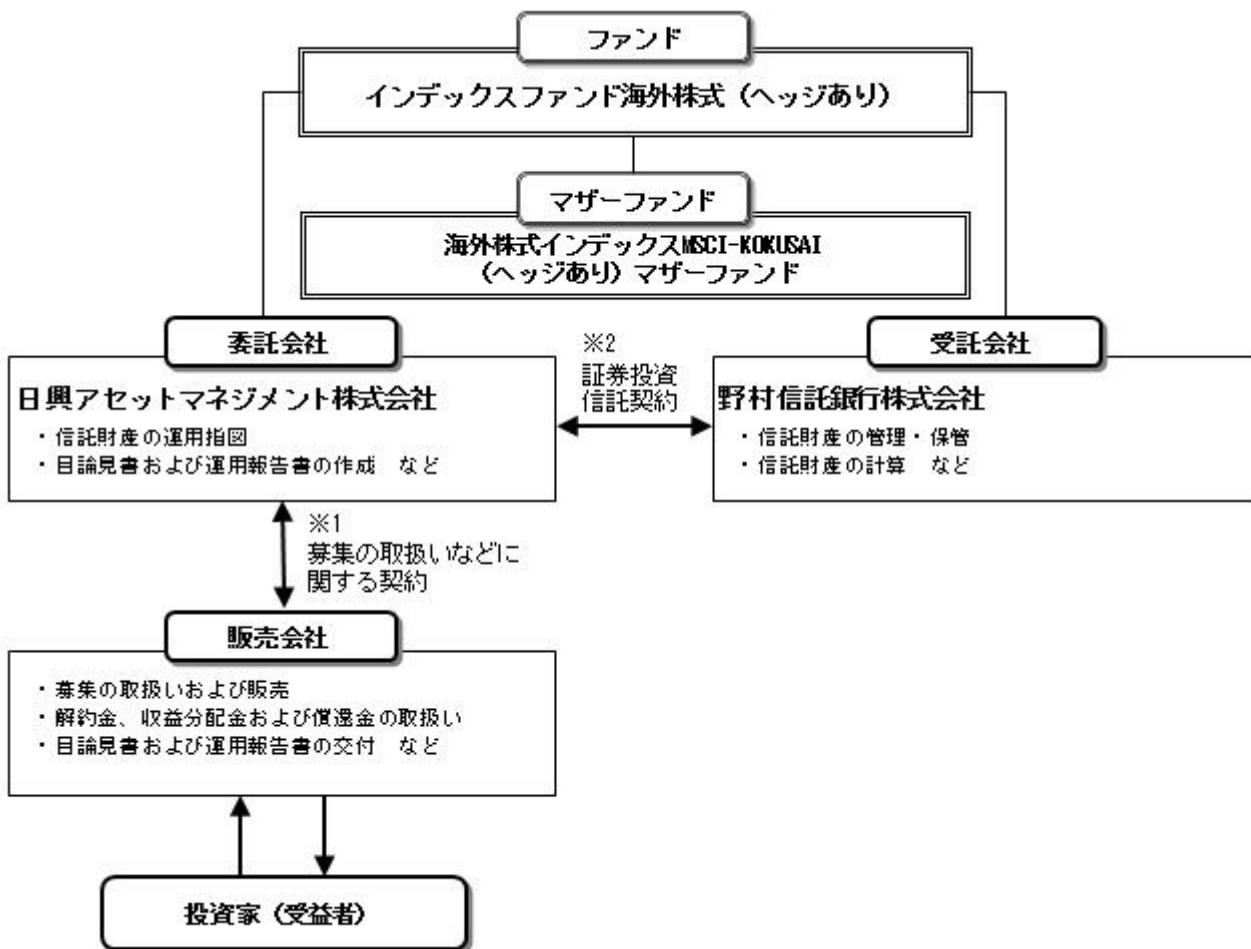 ファンド
インデックスファンド海外株式（ヘッジあり）
マザーファンド
海外株式インデックスMSCI-KOKUSAI
（ヘッジあり）マザーファンド
委託会社
日興アセットマネジメント株式会社
・信託財産の運用指図
・目論見書および運用報告書の作成　など
※2
証券投資
信託契約
受託会社
野村信託銀行株式会社
・信託財産の管理・保管
・信託財産の計算　など
※1
募集の取扱いなどに
関する契約
販売会社
・募集の取扱いおよび販売
・解約金、収益分配金および償還金の取扱い
・目論見書および運用報告書の交付　など
投資家（受益者）